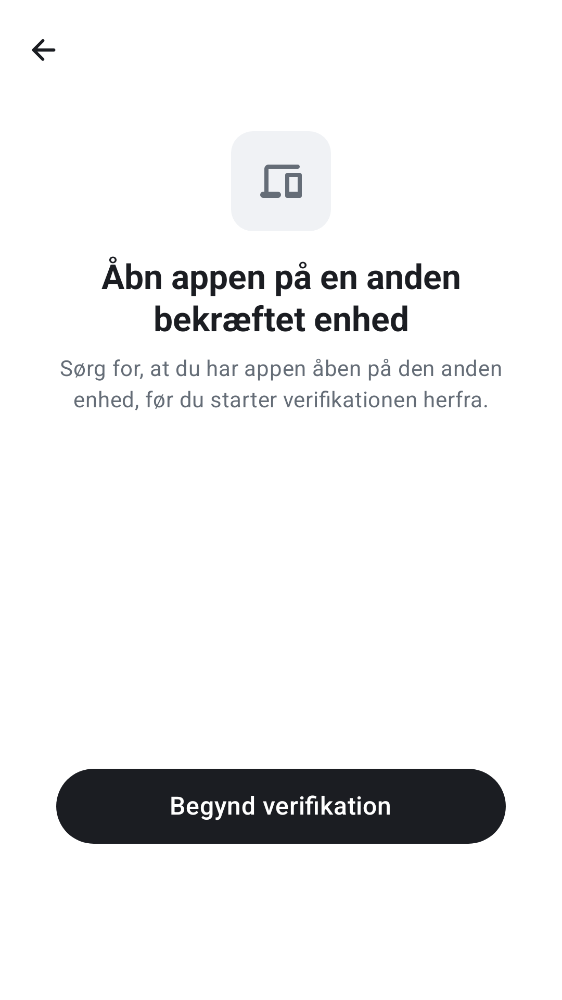 Åbn appen på en anden
bekræftet enhed
Sørg for, at du har appen åben på den anden
enhed, før du starter verifikationen herfra.
Begynd verifikation